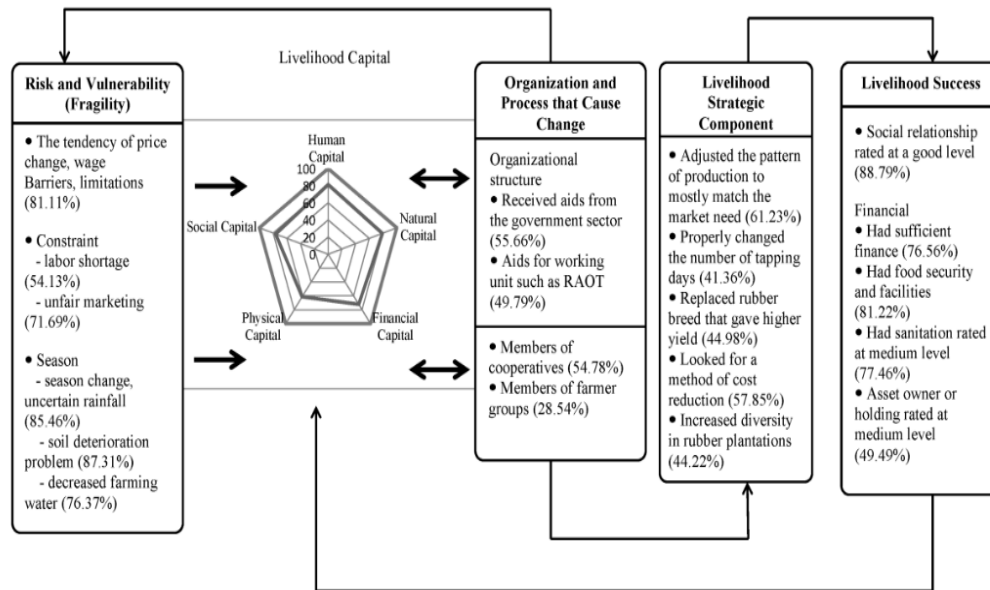 Risk and Vulnerability
(Fragility)
• The tendency of price
change, wage
Barriers, limitations
(81.11%)
• Constraint
- labor shortage
(54.13%)
- unfair marketing
(71.69%)
• Season
- season change,
uncertain rainfall
(85.46%)
- soil deterioration
problem (87.31%)
- decreased farming
water (76.37%)
Livelihood Capital
Human
Capital
100
80
60
40
20
0
Social Capital
Natural
Capital
Physical
Capital
Financial
Capital
Organization and
Process that Cause
Change
Organizational
structure
• Received aids from the
government sector
(55.66%)
• Aids for working
unit such as RAOT
(49.79%)
• Members of
cooperatives (54.78%)
• Members of farmer
groups (28.54%)
Livelihood
Strategic
Component
• Adjusted the pattern
of production to
mostly match the
market need (61.23%)
• Properly changed
the number of tapping
days (41.36%)
• Replaced rubber
breed that gave higher
yield (44.98%)
• Looked for a
method of cost
reduction (57.85%)
• Increased diversity
in rubber plantations
(44.22%)
Livelihood Success
• Social relationship
rated at a good level
(88.79%)
Financial
• Had sufficient
finance (76.56%)
• Had food security
and facilities
(81.22%)
• Had sanitation rated
at medium level
(77.46%)
• Asset owner or
holding rated at
medium level
(49.49%)